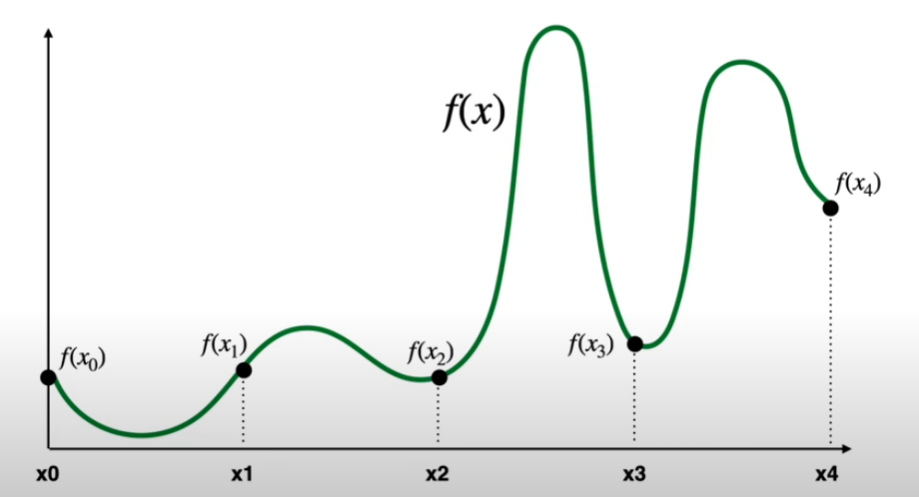 f(x)
f(x₀)
f(x₁)
f(x₂)
f(x₃)
f(x₄)
x0 x1 x2 x3 x4